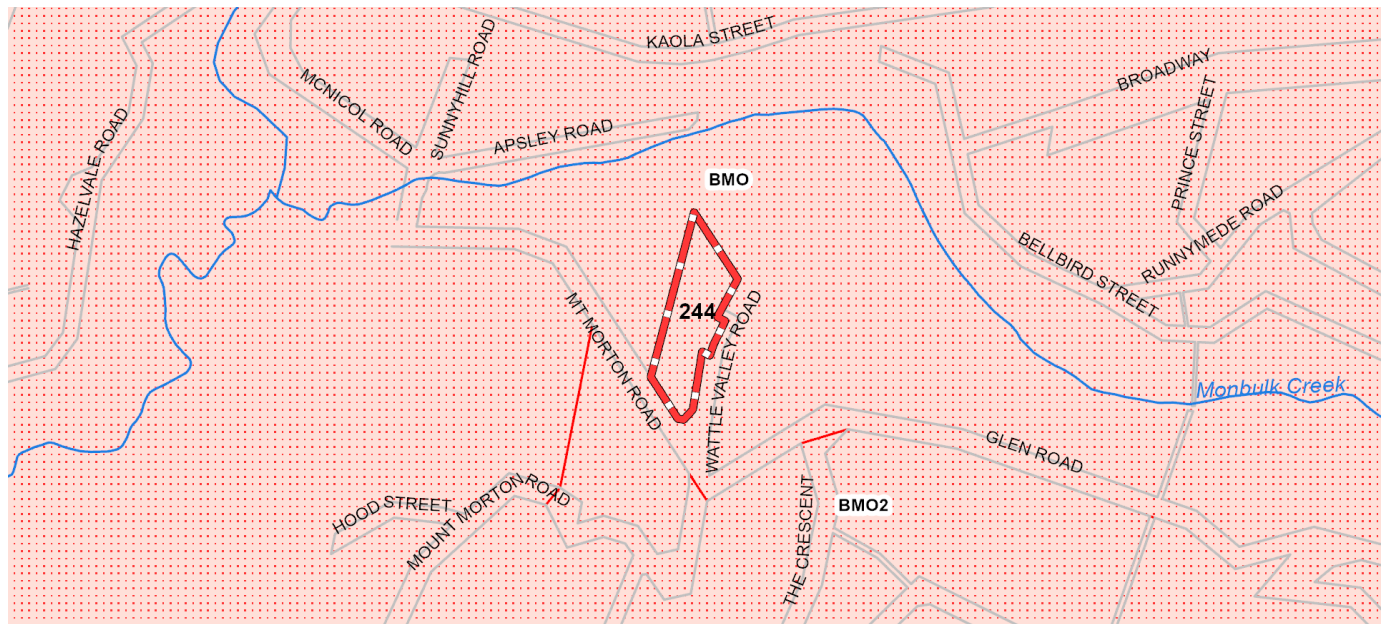 KAOLA STREET
BROADWAY
MCNICOL ROAD
SUNNYHILL ROAD
APSLEY ROAD
PRINCE STREET
HAZELVALE ROAD
BMO
RUNNYMEDE ROAD
BELLBIRD STREET
244
MT MORTON ROAD
WATTLE VALLEY ROAD
Monbulk Creek
GLEN ROAD
HOOD STREET
MOUNT MORTON ROAD
BMO2
THE CRESCENT